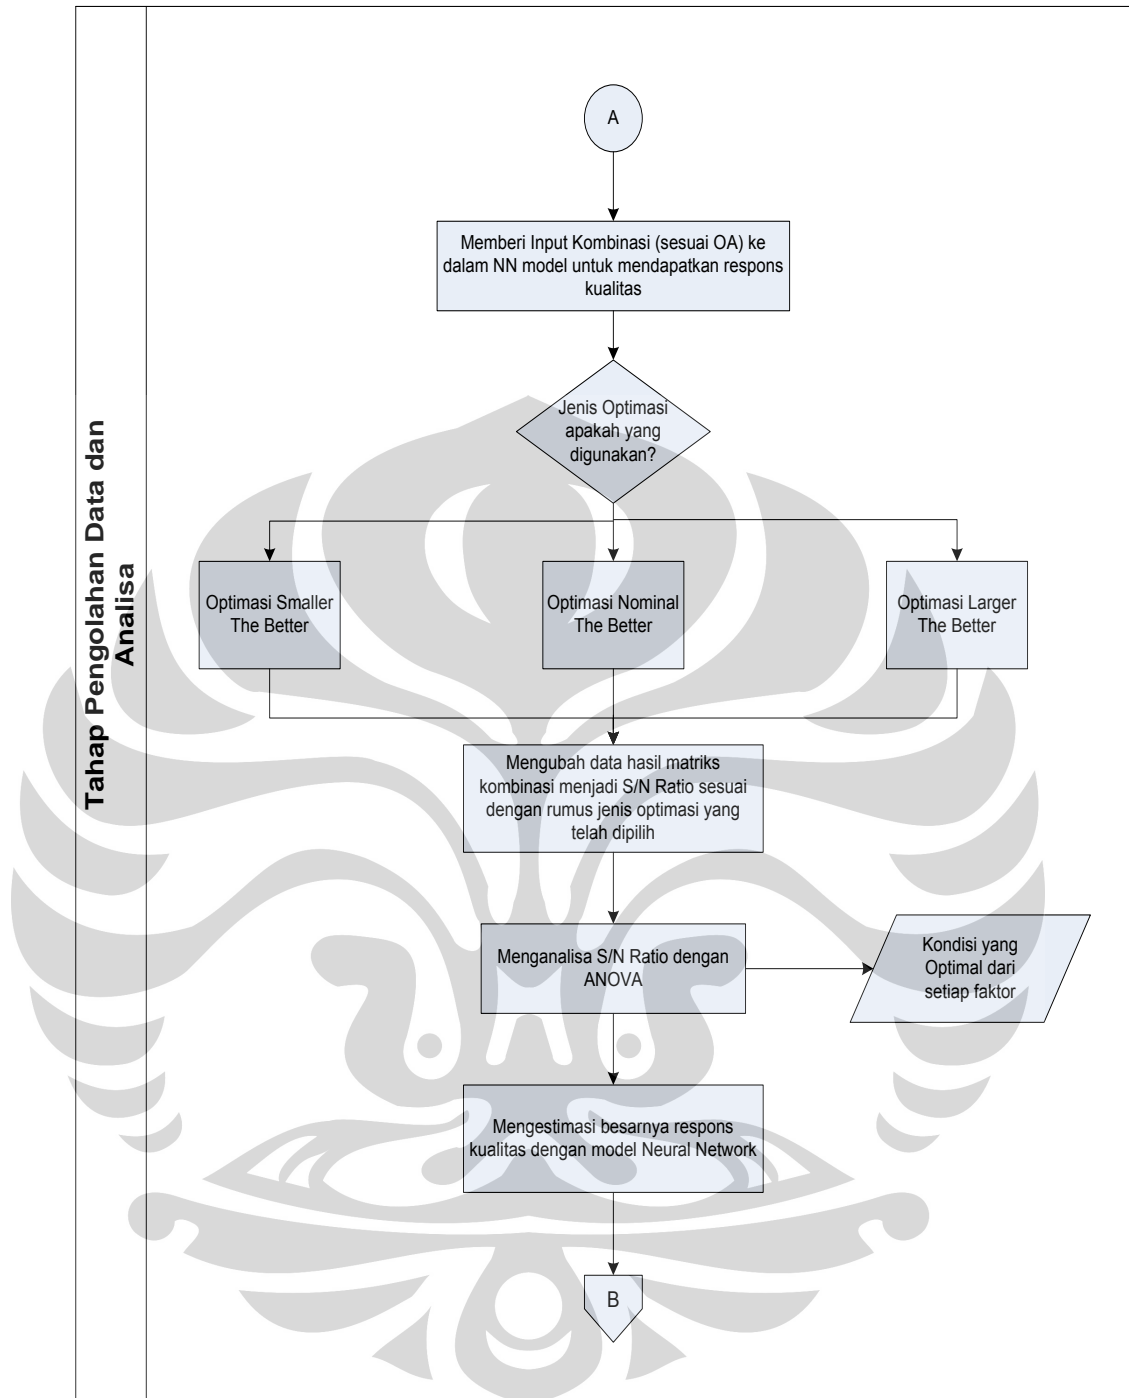 Tahap Pengolahan Data dan
Analisa
A
Memberi Input Kombinasi (sesuai OA) ke
dalam NN model untuk mendapatkan respons
kualitas
Jenis Optimasi
apakah yang
digunakan?
Optimasi Smaller
The Better
Optimasi Nominal
The Better
Optimasi Larger
The Better
Mengubah data hasil matriks
kombinasi menjadi S/N Ratio sesuai
dengan rumus jenis optimasi yang
telah dipilih
Menganalisa S/N Ratio dengan
ANOVA
Kondisi yang
Optimal dari
setiap faktor
Mengestimasi besarnya respons
kualitas dengan model Neural Network
B